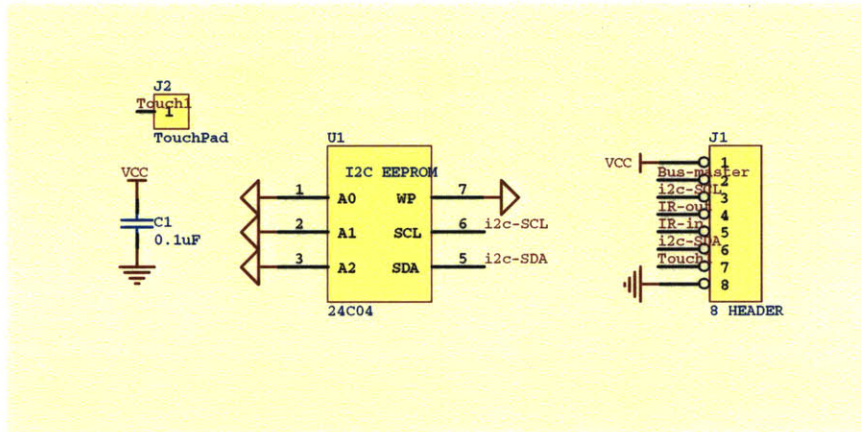 J2
Touch1
1
TouchPad
VCC
C1
0.1uF
U1
I2C EEPROM
1 A0 WP 7
2 A1 SCL 6 i2c-SCL
3 A2 SDA 5 i2c-SDA
24C04
J1
VCC 1
Bus-master 2
i2c-SCL 3
IR-out 4
IR-in 5
i2c-SDA 6
Touch1 7
8
8 HEADER